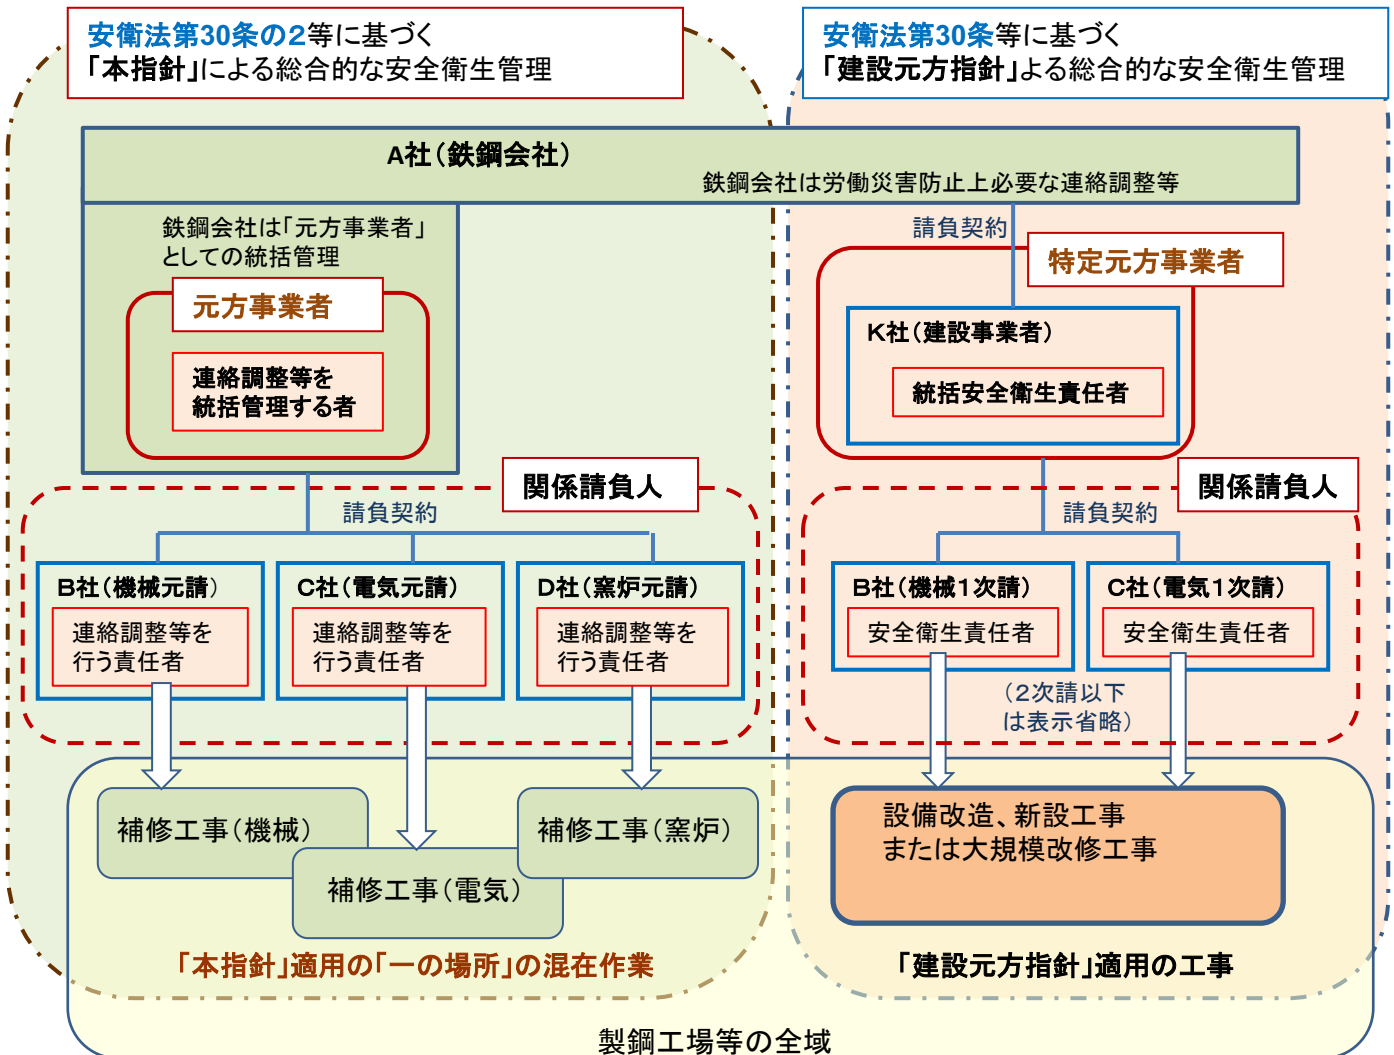 安衛法第30条の2等に基づく
「本指針」による総合的な安全衛生管理
安衛法第30条等に基づく
「建設元方指針」よる総合的な安全衛生管理
A社（鉄鋼会社）
鉄鋼会社は労働災害防止上必要な連絡調整等
鉄鋼会社は「元方事業者」
としての統括管理
元方事業者
連絡調整等を
統括管理する者
請負契約
特定元方事業者
K社（建設事業者）
統括安全衛生責任者
関係請負人
請負契約
B社（機械元請）
連絡調整等を
行う責任者
C社（電気元請）
連絡調整等を
行う責任者
D社（窯炉元請）
連絡調整等を
行う責任者
関係請負人
請負契約
B社（機械1次請）
安全衛生責任者
C社（電気1次請）
安全衛生責任者
（2次請以下
は表示省略）
補修工事（機械）
補修工事（電気）
補修工事（窯炉）
設備改造、新設工事
または大規模改修工事
「本指針」適用の「一の場所」の混在作業
「建設元方指針」適用の工事
製鋼工場等の全域